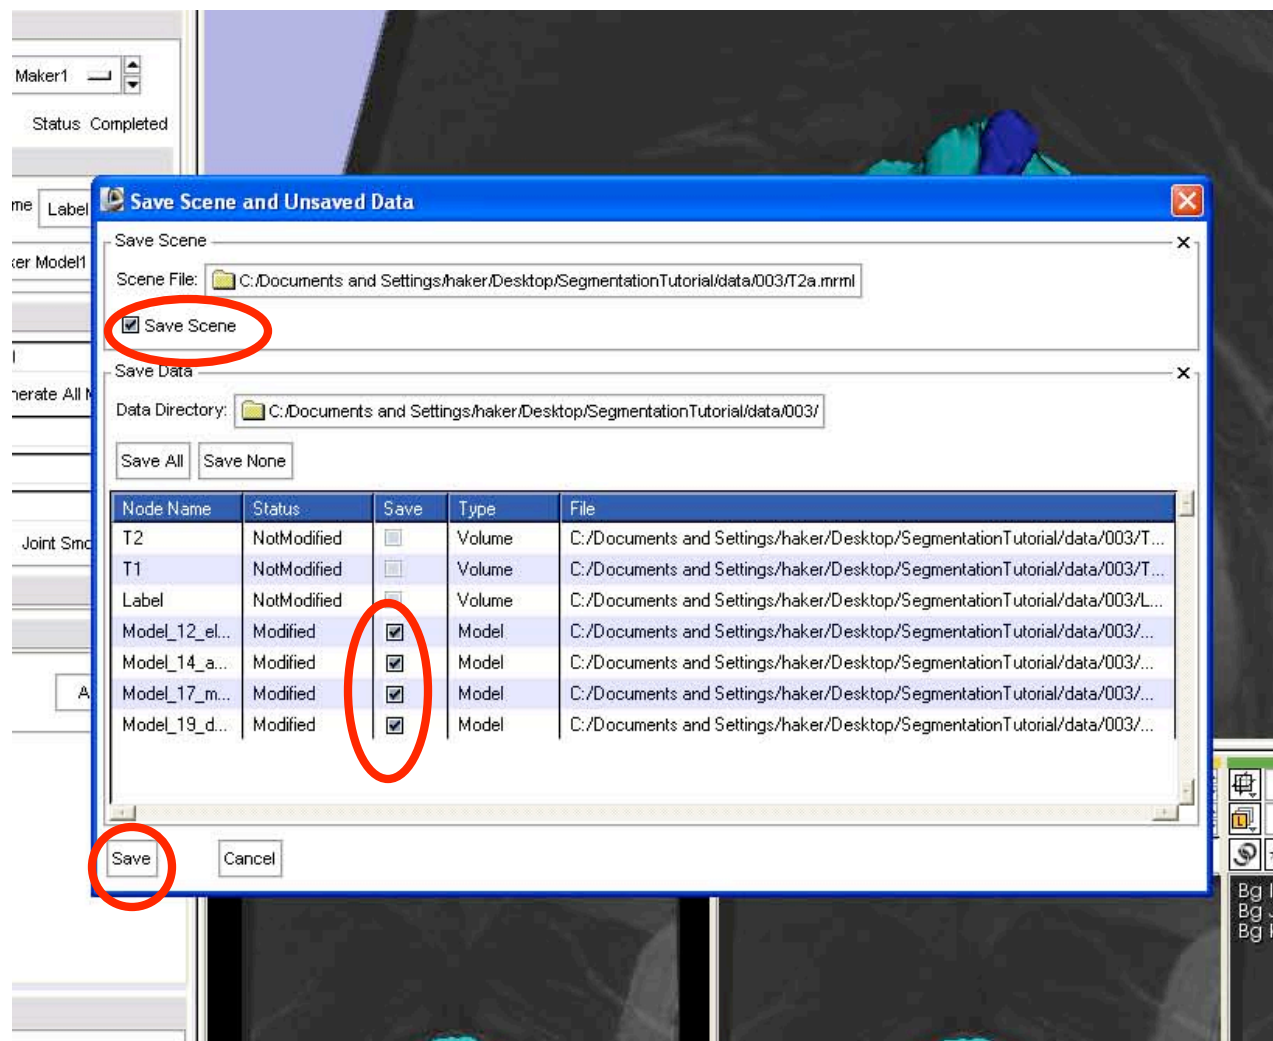 Maker1
Status Completed
me Label
Save Scene and Unsaved Data
Save Scene
ker Model1
Scene File: C:/Documents and Settings/haker/Desktop/SegmentationTutorial/data/003/T2a.mrml
Save Scene
Save Data
nerate All M
Data Directory: C:/Documents and Settings/haker/Desktop/SegmentationTutorial/data/003/
Save All Save None
Node Name Status Save Type File
T2 NotModified Volume C:/Documents and Settings/haker/Desktop/SegmentationTutorial/data/003/T...
Joint Smo
T1 NotModified Volume C:/Documents and Settings/haker/Desktop/SegmentationTutorial/data/003/T...
Label NotModified Volume C:/Documents and Settings/haker/Desktop/SegmentationTutorial/data/003/L...
Model_12_el... Modified Model C:/Documents and Settings/haker/Desktop/SegmentationTutorial/data/003/...
Model_14_a... Modified Model C:/Documents and Settings/haker/Desktop/SegmentationTutorial/data/003/...
A
Model_17_m... Modified Model C:/Documents and Settings/haker/Desktop/SegmentationTutorial/data/003/...
Model_19_d... Modified Model C:/Documents and Settings/haker/Desktop/SegmentationTutorial/data/003/...
L
Save Cancel
Bg I
Bg J
Bg